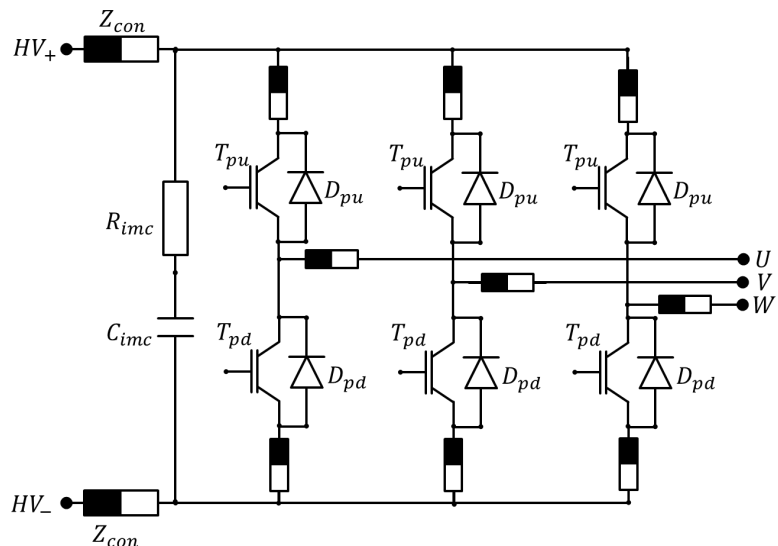 Z_con
HV_+
T_pu D_pu T_pu D_pu T_pu D_pu
R_imc
U
V
W
C_imc
T_pd D_pd T_pd D_pd T_pd D_pd
HV_-
Z_con